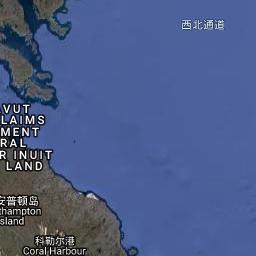 西北通道
VUT
LAIMS
MENT
RAL
R INUIT
LAND
安普顿岛
thampton
sland
科勒尔港
Coral Harbour